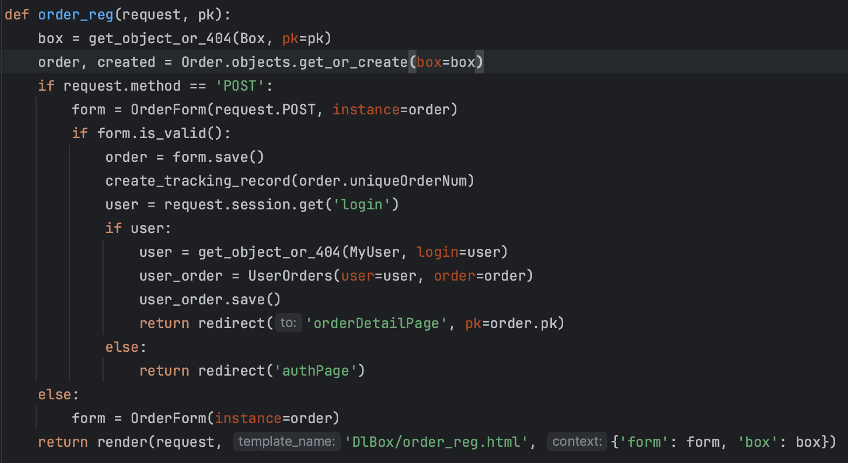 def order_reg(request, pk):
    box = get_object_or_404(Box, pk=pk)
    order, created = Order.objects.get_or_create(box=box)
    if request.method == 'POST':
        form = OrderForm(request.POST, instance=order)
        if form.is_valid():
            order = form.save()
            create_tracking_record(order.uniqueOrderNum)
            user = request.session.get('login')
            if user:
                user = get_object_or_404(MyUser, login=user)
                user_order = UserOrders(user=user, order=order)
                user_order.save()
                return redirect( to: 'orderDetailPage', pk=order.pk)
            else:
                return redirect('authPage')
    else:
        form = OrderForm(instance=order)
    return render(request, template_name: 'DlBox/order_reg.html', context: {'form': form, 'box': box})